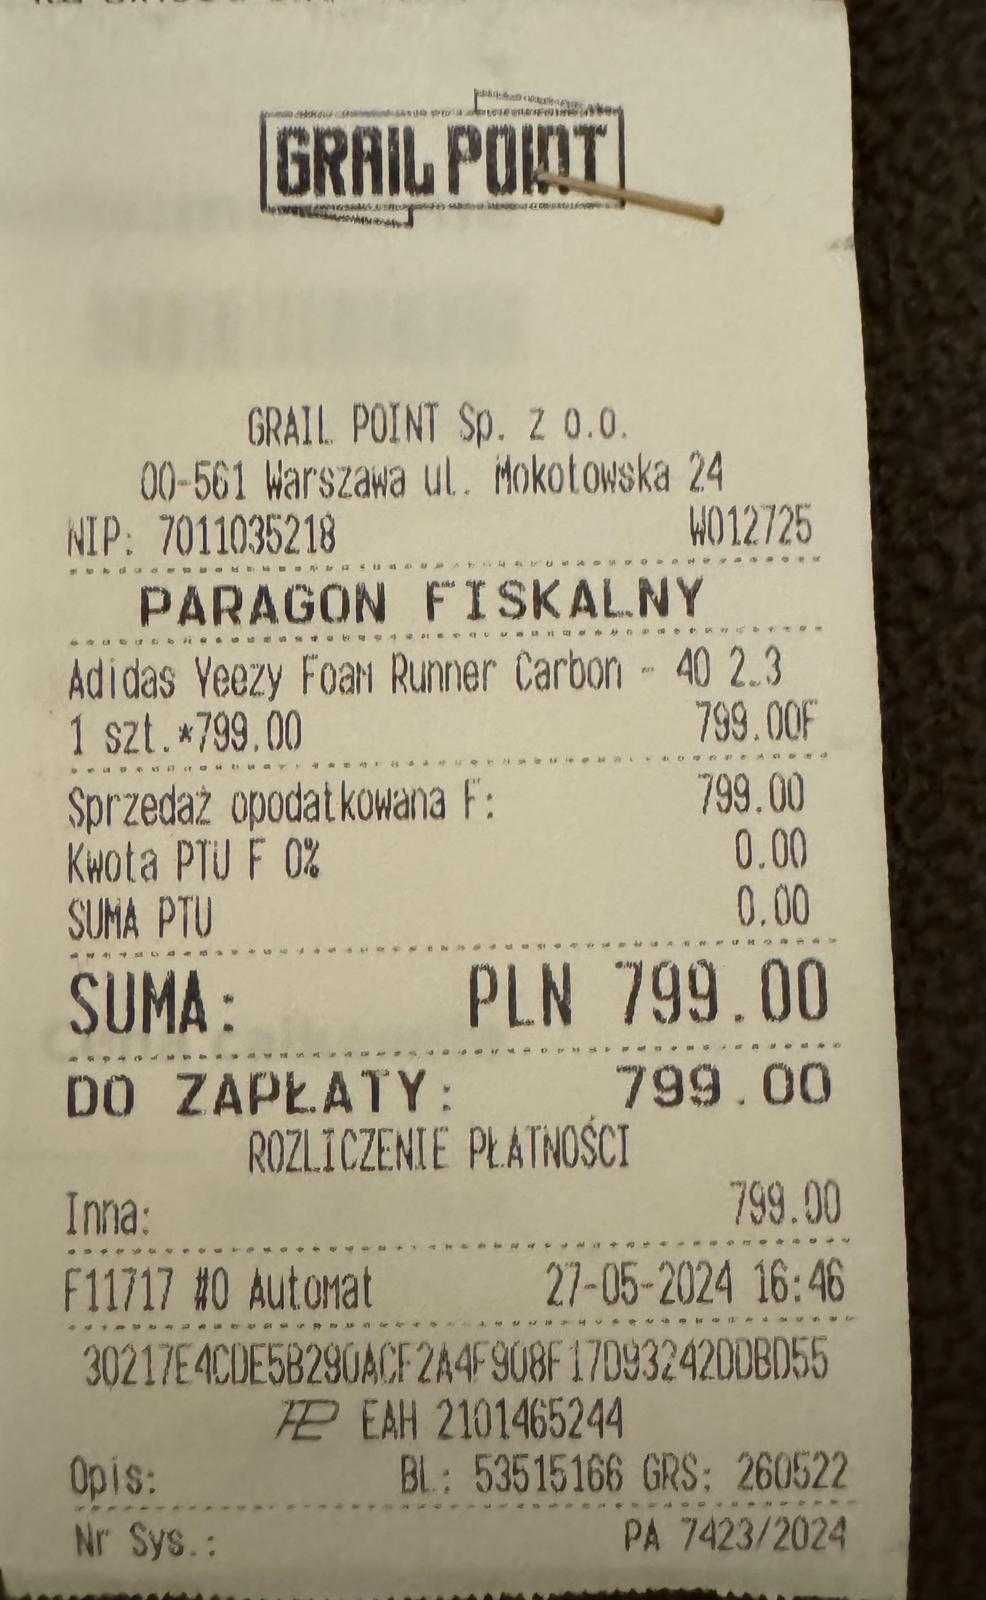 GRAIL POINT
GRAIL POINT Sp. z o.o.
00-561 Warszawa ul. Mokotowska 24
NIP: 7011035218 W012725
PARAGON FISKALNY
Adidas Yeezy Foam Runner Carbon - 40 2.3
1 szt.*799.00 799.00F
Sprzedaż opodatkowana F: 799.00
Kwota PTU F 0% 0.00
SUMA PTU 0.00
SUMA: PLN 799.00
DO ZAPŁATY: 799.00
ROZLICZENIE PŁATNOŚCI
Inna: 799.00
F11717 #0 Automat 27-05-2024 16:46
30217E4CDE5B290ACF2A4F908F17D93242DDBD55
EAH 2101465244
Opis: BL: 53515166 GRS: 260522
Nr Sys.: PA 7423/2024